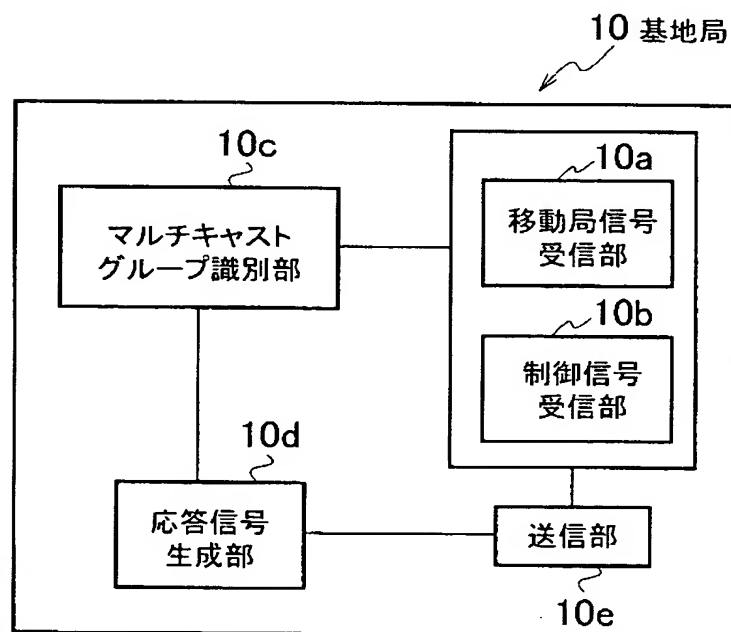 10 基地局
10c
マルチキャスト
グループ識別部
10a
移動局信号
受信部
10b
制御信号
受信部
10d
応答信号
生成部
送信部
10e